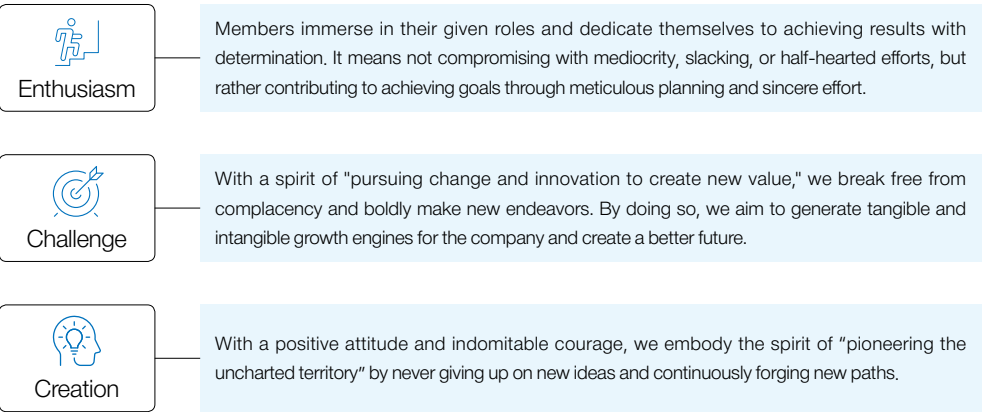 Enthusiasm
Members immerse in their given roles and dedicate themselves to achieving results with
determination. It means not compromising with mediocrity, slacking, or half-hearted efforts, but
rather contributing to achieving goals through meticulous planning and sincere effort.
Challenge
With a spirit of "pursuing change and innovation to create new value," we break free from
complacency and boldly make new endeavors. By doing so, we aim to generate tangible and
intangible growth engines for the company and create a better future.
Creation
With a positive attitude and indomitable courage, we embody the spirit of “pioneering the
uncharted territory” by never giving up on new ideas and continuously forging new paths.